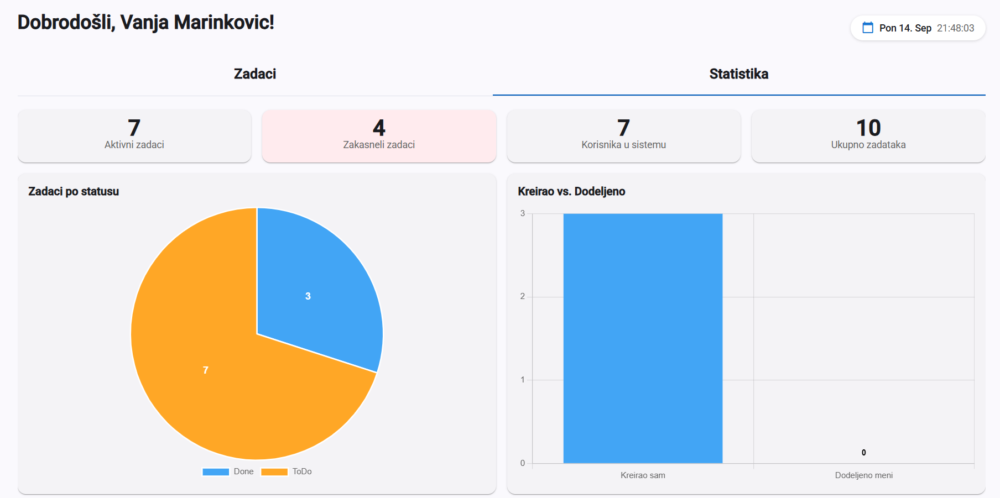 Dobrodošli, Vanja Marinkovic!
Pon 14. Sep 21:48:03
Zadaci
Statistika
7
Aktivni zadaci
4
Zakasneli zadaci
7
Korisnika u sistemu
10
Ukupno zadataka
Zadaci po statusu
3
7
Done
ToDo
Kreirao vs. Dodeljeno
3
2
1
0
0
Kreirao sam
Dodeljeno meni